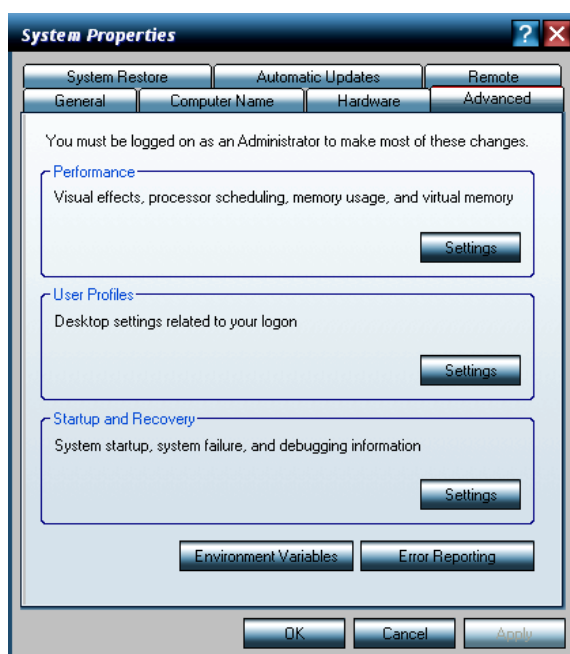 System Properties
System Restore Automatic Updates Remote
General Computer Name Hardware Advanced
You must be logged on as an Administrator to make most of these changes.
Performance
Visual effects, processor scheduling, memory usage, and virtual memory
Settings
User Profiles
Desktop settings related to your logon
Settings
Startup and Recovery
System startup, system failure, and debugging information
Settings
Environment Variables Error Reporting
OK Cancel Apply